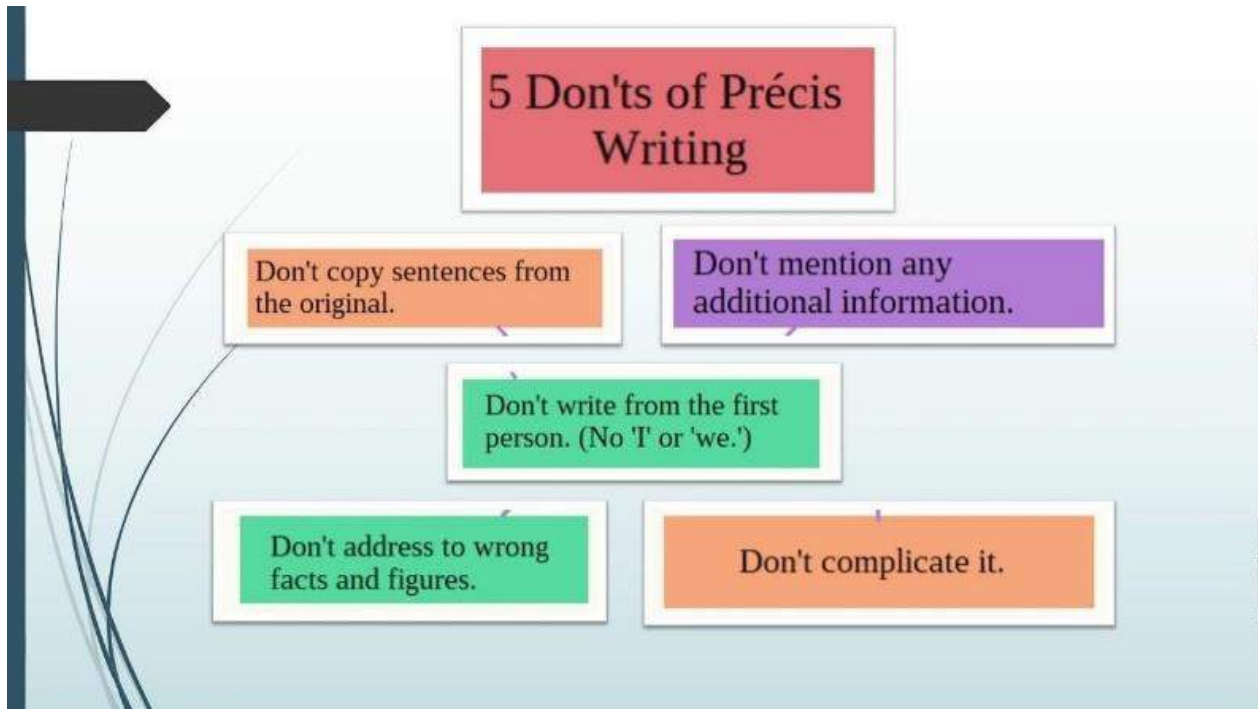 5 Don'ts of Précis
Writing
Don't copy sentences from
the original.
Don't mention any
additional information.
Don't write from the first
person. (No 'I' or 'we.')
Don't address to wrong
facts and figures.
Don't complicate it.